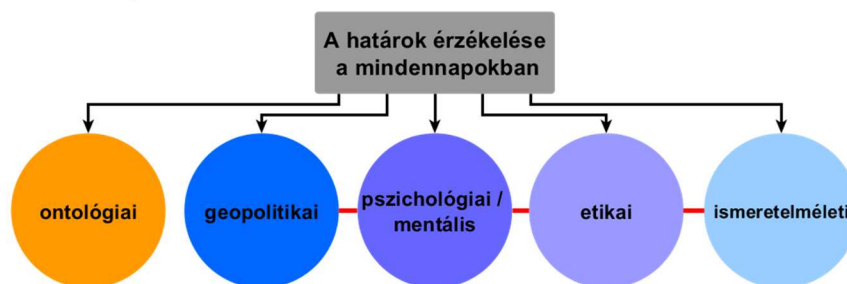 A határok érzékelése
a mindennapokban
ontológiai
geopolitikai
pszichológiai /
mentális
etikai
ismeretelméleti